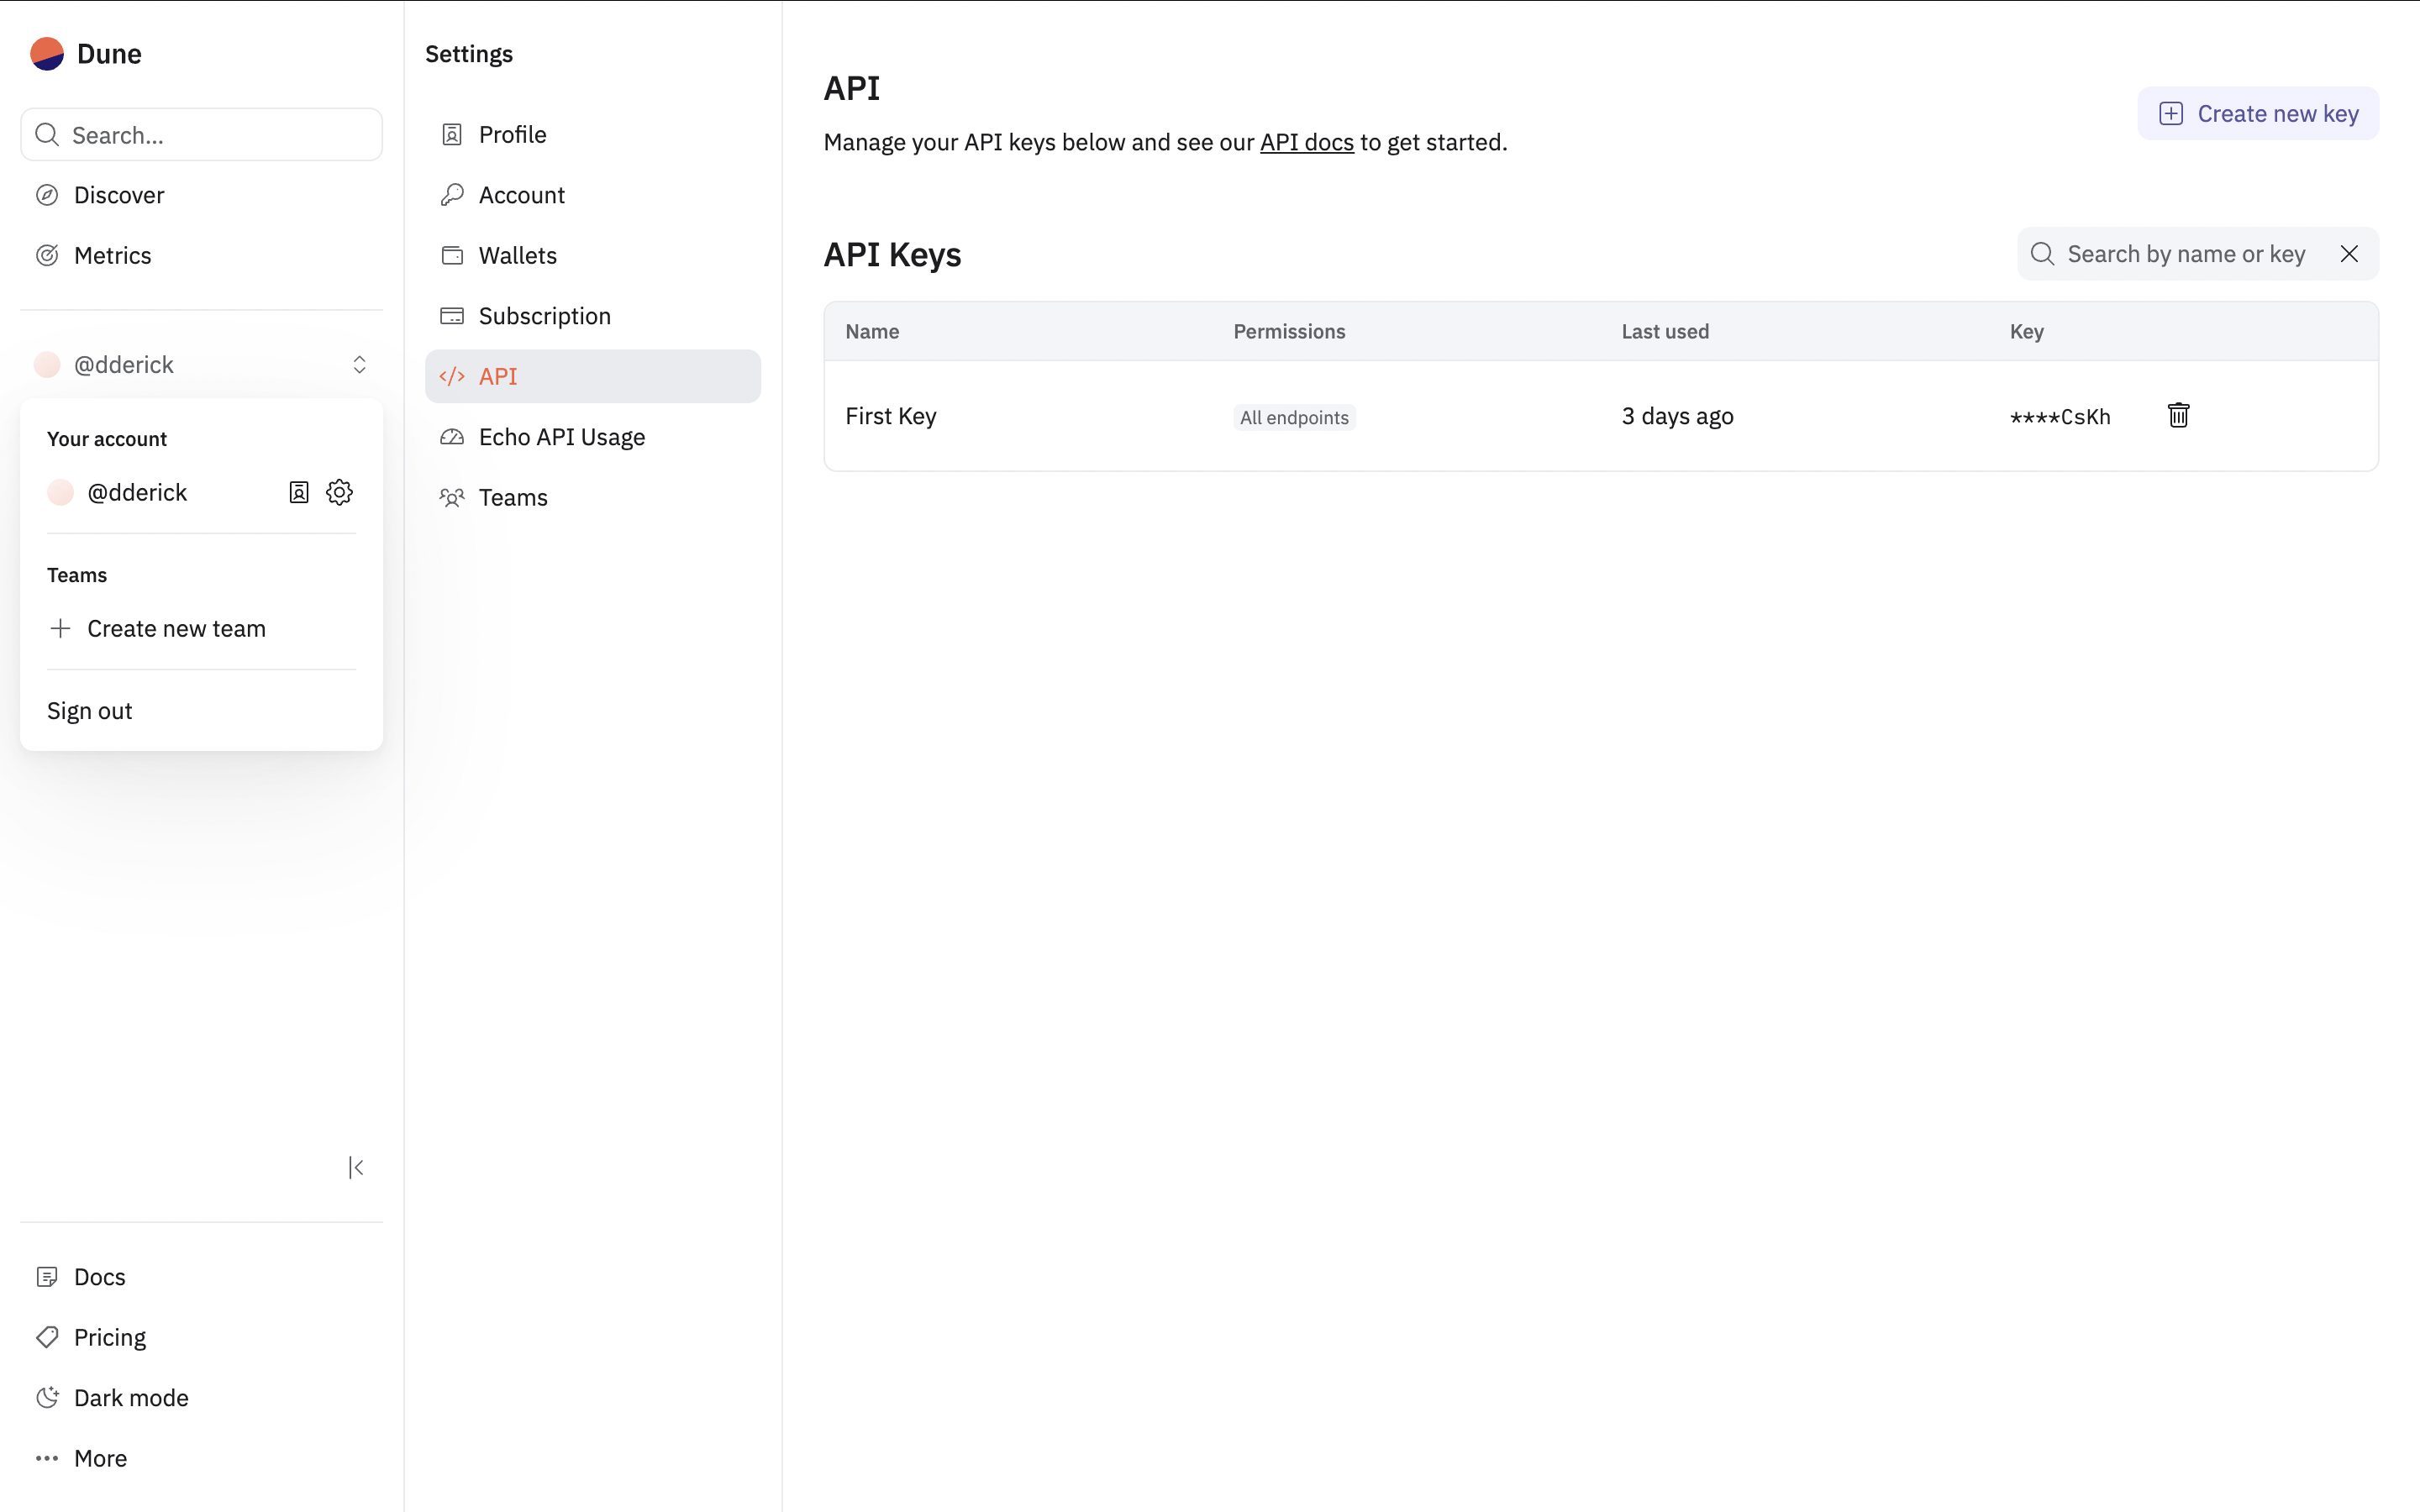 Dune
Search...
Discover
Metrics
@dderick
Your account
@dderick
Teams
Create new team
Sign out
Docs
Pricing
Dark mode
More
Settings
Profile
Account
Wallets
Subscription
API
Echo API Usage
Teams
API
Manage your API keys below and see our API docs to get started.
Create new key
API Keys
Search by name or key
Name Permissions Last used Key
First Key All endpoints 3 days ago ****CsKh